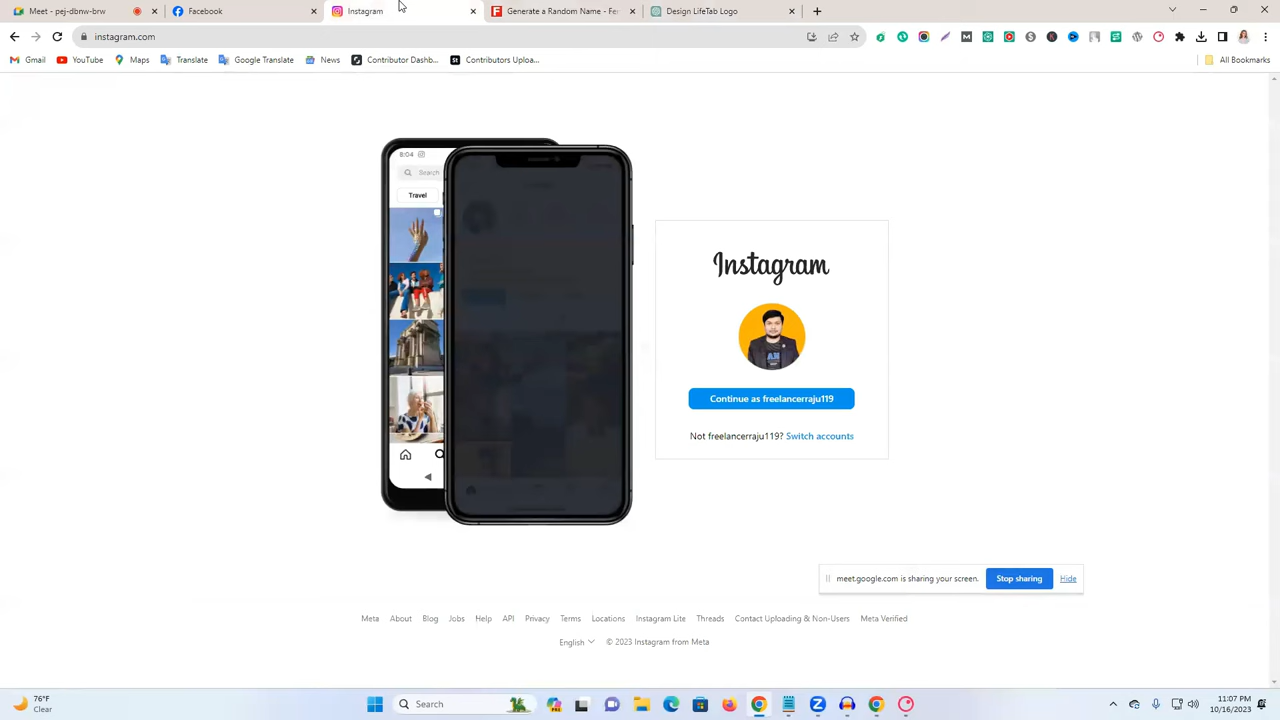 Meet - pejdbnw-brw
Facebook
Instagram
Generate a Random Name - Fe
Design LifeTab Logo
instagram.com
Gmail
YouTube
Maps
Translate
Google Translate
News
Contributor Dashb...
Contributors Uploa...
All Bookmarks
8:04
Search
Travel
Instagram
Continue as freelancerraju119
Not freelancerraju119? Switch accounts
meet.google.com is sharing your screen.
Stop sharing
Hide
Meta
About
Blog
Jobs
Help
API
Privacy
Terms
Locations
Instagram Lite
Threads
Contact Uploading & Non-Users
Meta Verified
English
© 2023 Instagram from Meta
76°F
Clear
Search
11:07 PM
10/16/2023